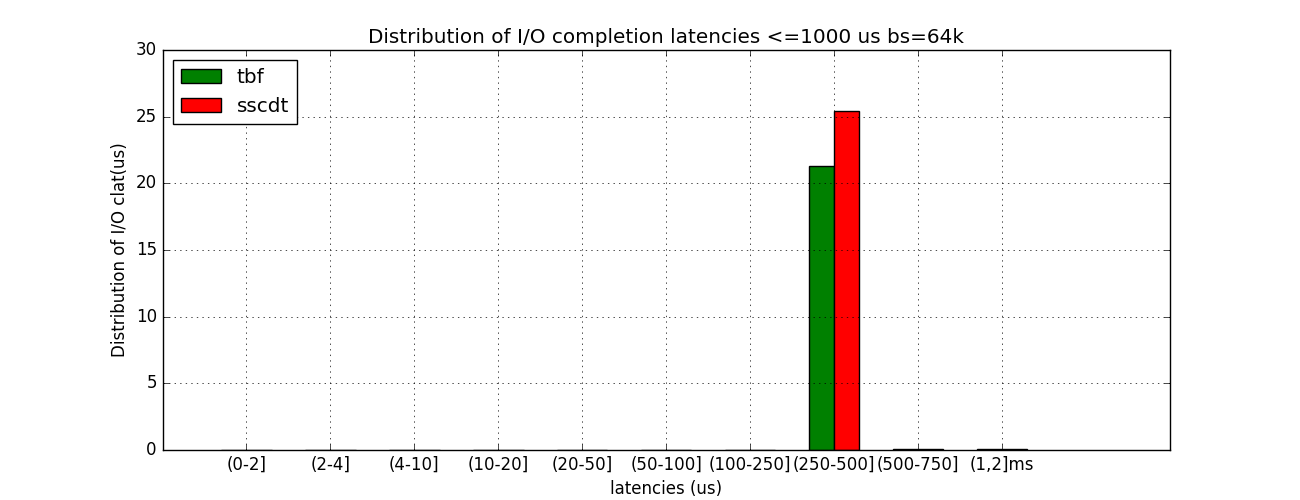 Distribution of I/O completion latencies <=1000 us bs=64k
30
25
20
15
10
5
0
Distribution of I/O clat(us)
tbf
sscdt
(0-2] (2-4] (4-10] (10-20] (20-50] (50-100] (100-250] (250-500] (500-750] (1,2]ms
latencies (us)